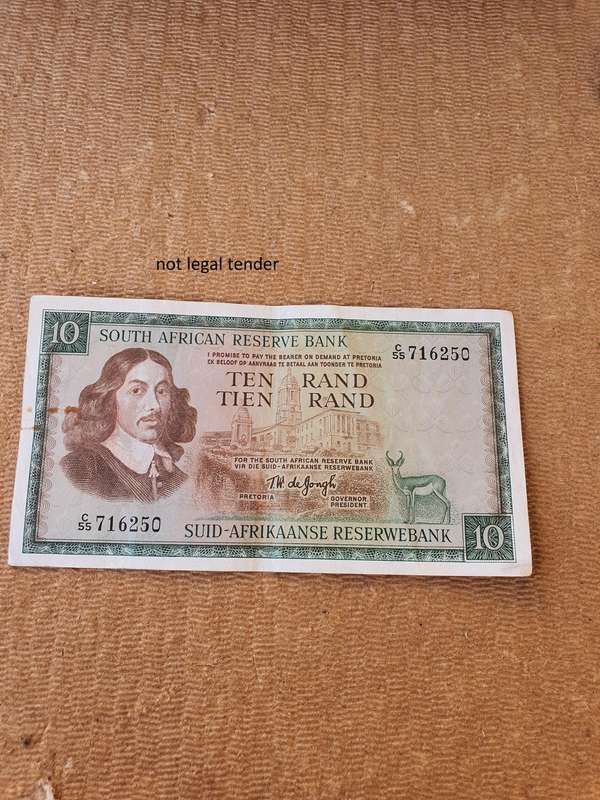 not legal tender
10
SOUTH AFRICAN RESERVE BANK
C/55 716250
I PROMISE TO PAY THE BEARER ON DEMAND AT PRETORIA
EK BELOOF OP AANVRAAG TE BETAAL AAN TOONDER TE PRETORIA
TEN RAND
TIEN RAND
FOR THE SOUTH AFRICAN RESERVE BANK
VIR DIE SUID-AFRIKAANSE RESERWEBANK
T.W. de Jongh
PRETORIA
GOVERNOR
PRESIDENT
C/55 716250
SUID-AFRIKAANSE RESERWEBANK
10